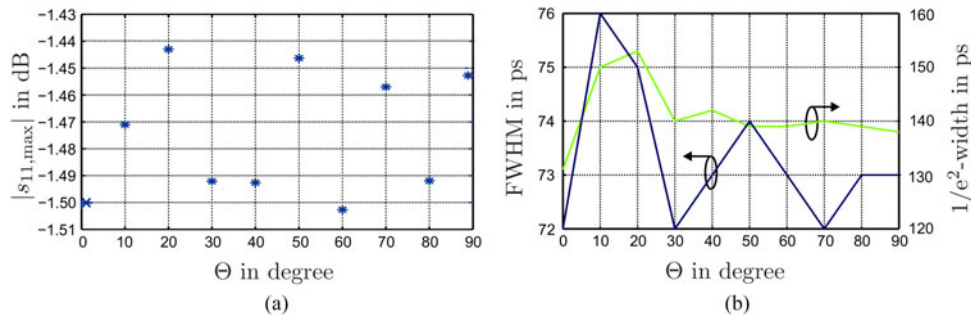 −1.43
−1.44
−1.45
−1.46
−1.47
−1.48
−1.49
−1.50
−1.51
|s11,max| in dB
0 10 20 30 40 50 60 70 80 90
Θ in degree
(a)
76
75
74
73
72
FWHM in ps
160
150
140
130
120
1/e²-width in ps
0 10 20 30 40 50 60 70 80 90
Θ in degree
(b)